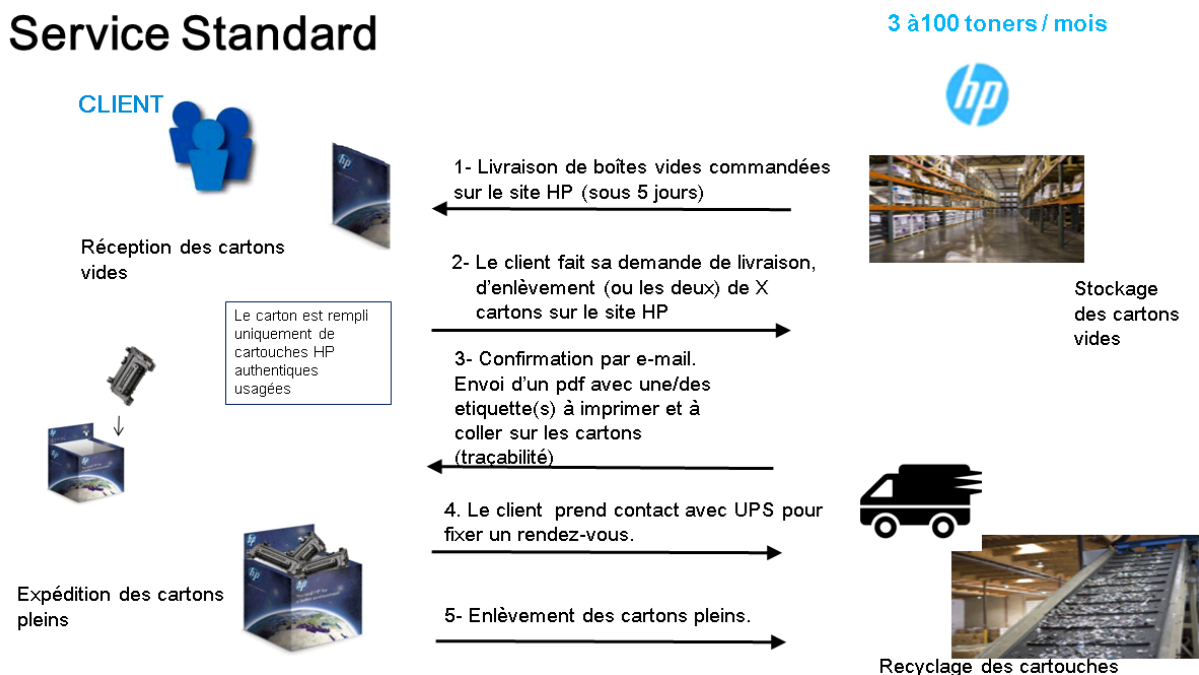 Service Standard
3 à100 toners / mois
CLIENT
hp
hp
1- Livraison de boîtes vides commandées
sur le site HP (sous 5 jours)
Réception des cartons
vides
2- Le client fait sa demande de livraison,
d'enlèvement (ou les deux) de X
cartons sur le site HP
Stockage
des cartons
vides
Le carton est rempli
uniquement de
cartouches HP
authentiques
usagées
3- Confirmation par e-mail.
Envoi d'un pdf avec une/des
etiquette(s) à imprimer et à
coller sur les cartons
(traçabilité)
4. Le client prend contact avec UPS pour
fixer un rendez-vous.
hp
hp
Expédition des cartons
pleins
5- Enlèvement des cartons pleins.
Recyclage des cartouches